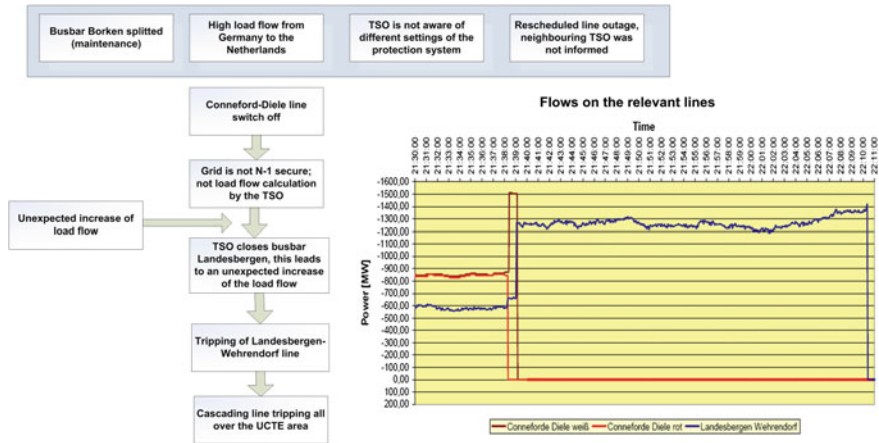 Busbar Borken splitted
(maintenance)
High load flow from
Germany to the
Netherlands
TSO is not aware of
different settings of the
protection system
Rescheduled line outage,
neighbouring TSO was
not informed
Conneford-Diele line
switch off
Grid is not N-1 secure;
not load flow calculation
by the TSO
Unexpected increase of
load flow
TSO closes busbar
Landesbergen, this leads
to an unexpected increase
of the load flow
Tripping of Landesbergen-
Wehrendorf line
Cascading line tripping all
over the UCTE area
Flows on the relevant lines
Time
21:30:00
21:31:00
21:32:00
21:33:00
21:34:00
21:35:00
21:36:00
21:37:00
21:38:00
21:39:00
21:40:00
21:41:00
21:42:00
21:43:00
21:44:00
21:45:00
21:46:00
21:47:00
21:48:00
21:49:00
21:50:00
21:51:00
21:52:00
21:53:00
21:54:00
21:55:00
21:56:00
21:57:00
21:58:00
21:59:00
22:00:00
22:01:00
22:02:00
22:03:00
22:04:00
22:05:00
22:06:00
22:07:00
22:08:00
22:09:00
22:10:00
22:11:00
Power [MW]
-1600,00
-1500,00
-1400,00
-1300,00
-1200,00
-1100,00
-1000,00
-900,00
-800,00
-700,00
-600,00
-500,00
-400,00
-300,00
-200,00
-100,00
0,00
100,00
200,00
Conneforde Diele weiß
Conneforde Diele rot
Landesbergen Wehrendorf